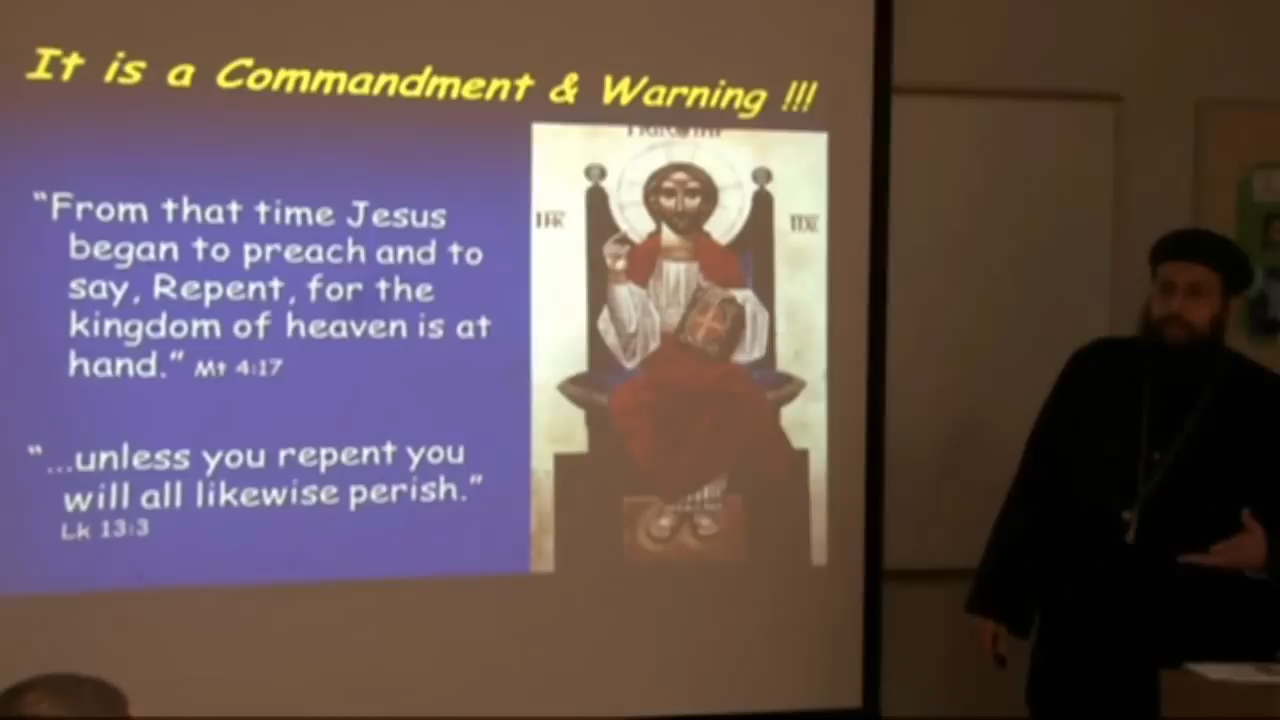 It is a Commandment & Warning !!!
“From that time Jesus
began to preach and to
say, Repent, for the
kingdom of heaven is at
hand.” Mt 4:17
“...unless you repent you
will all likewise perish.”
Lk 13:3